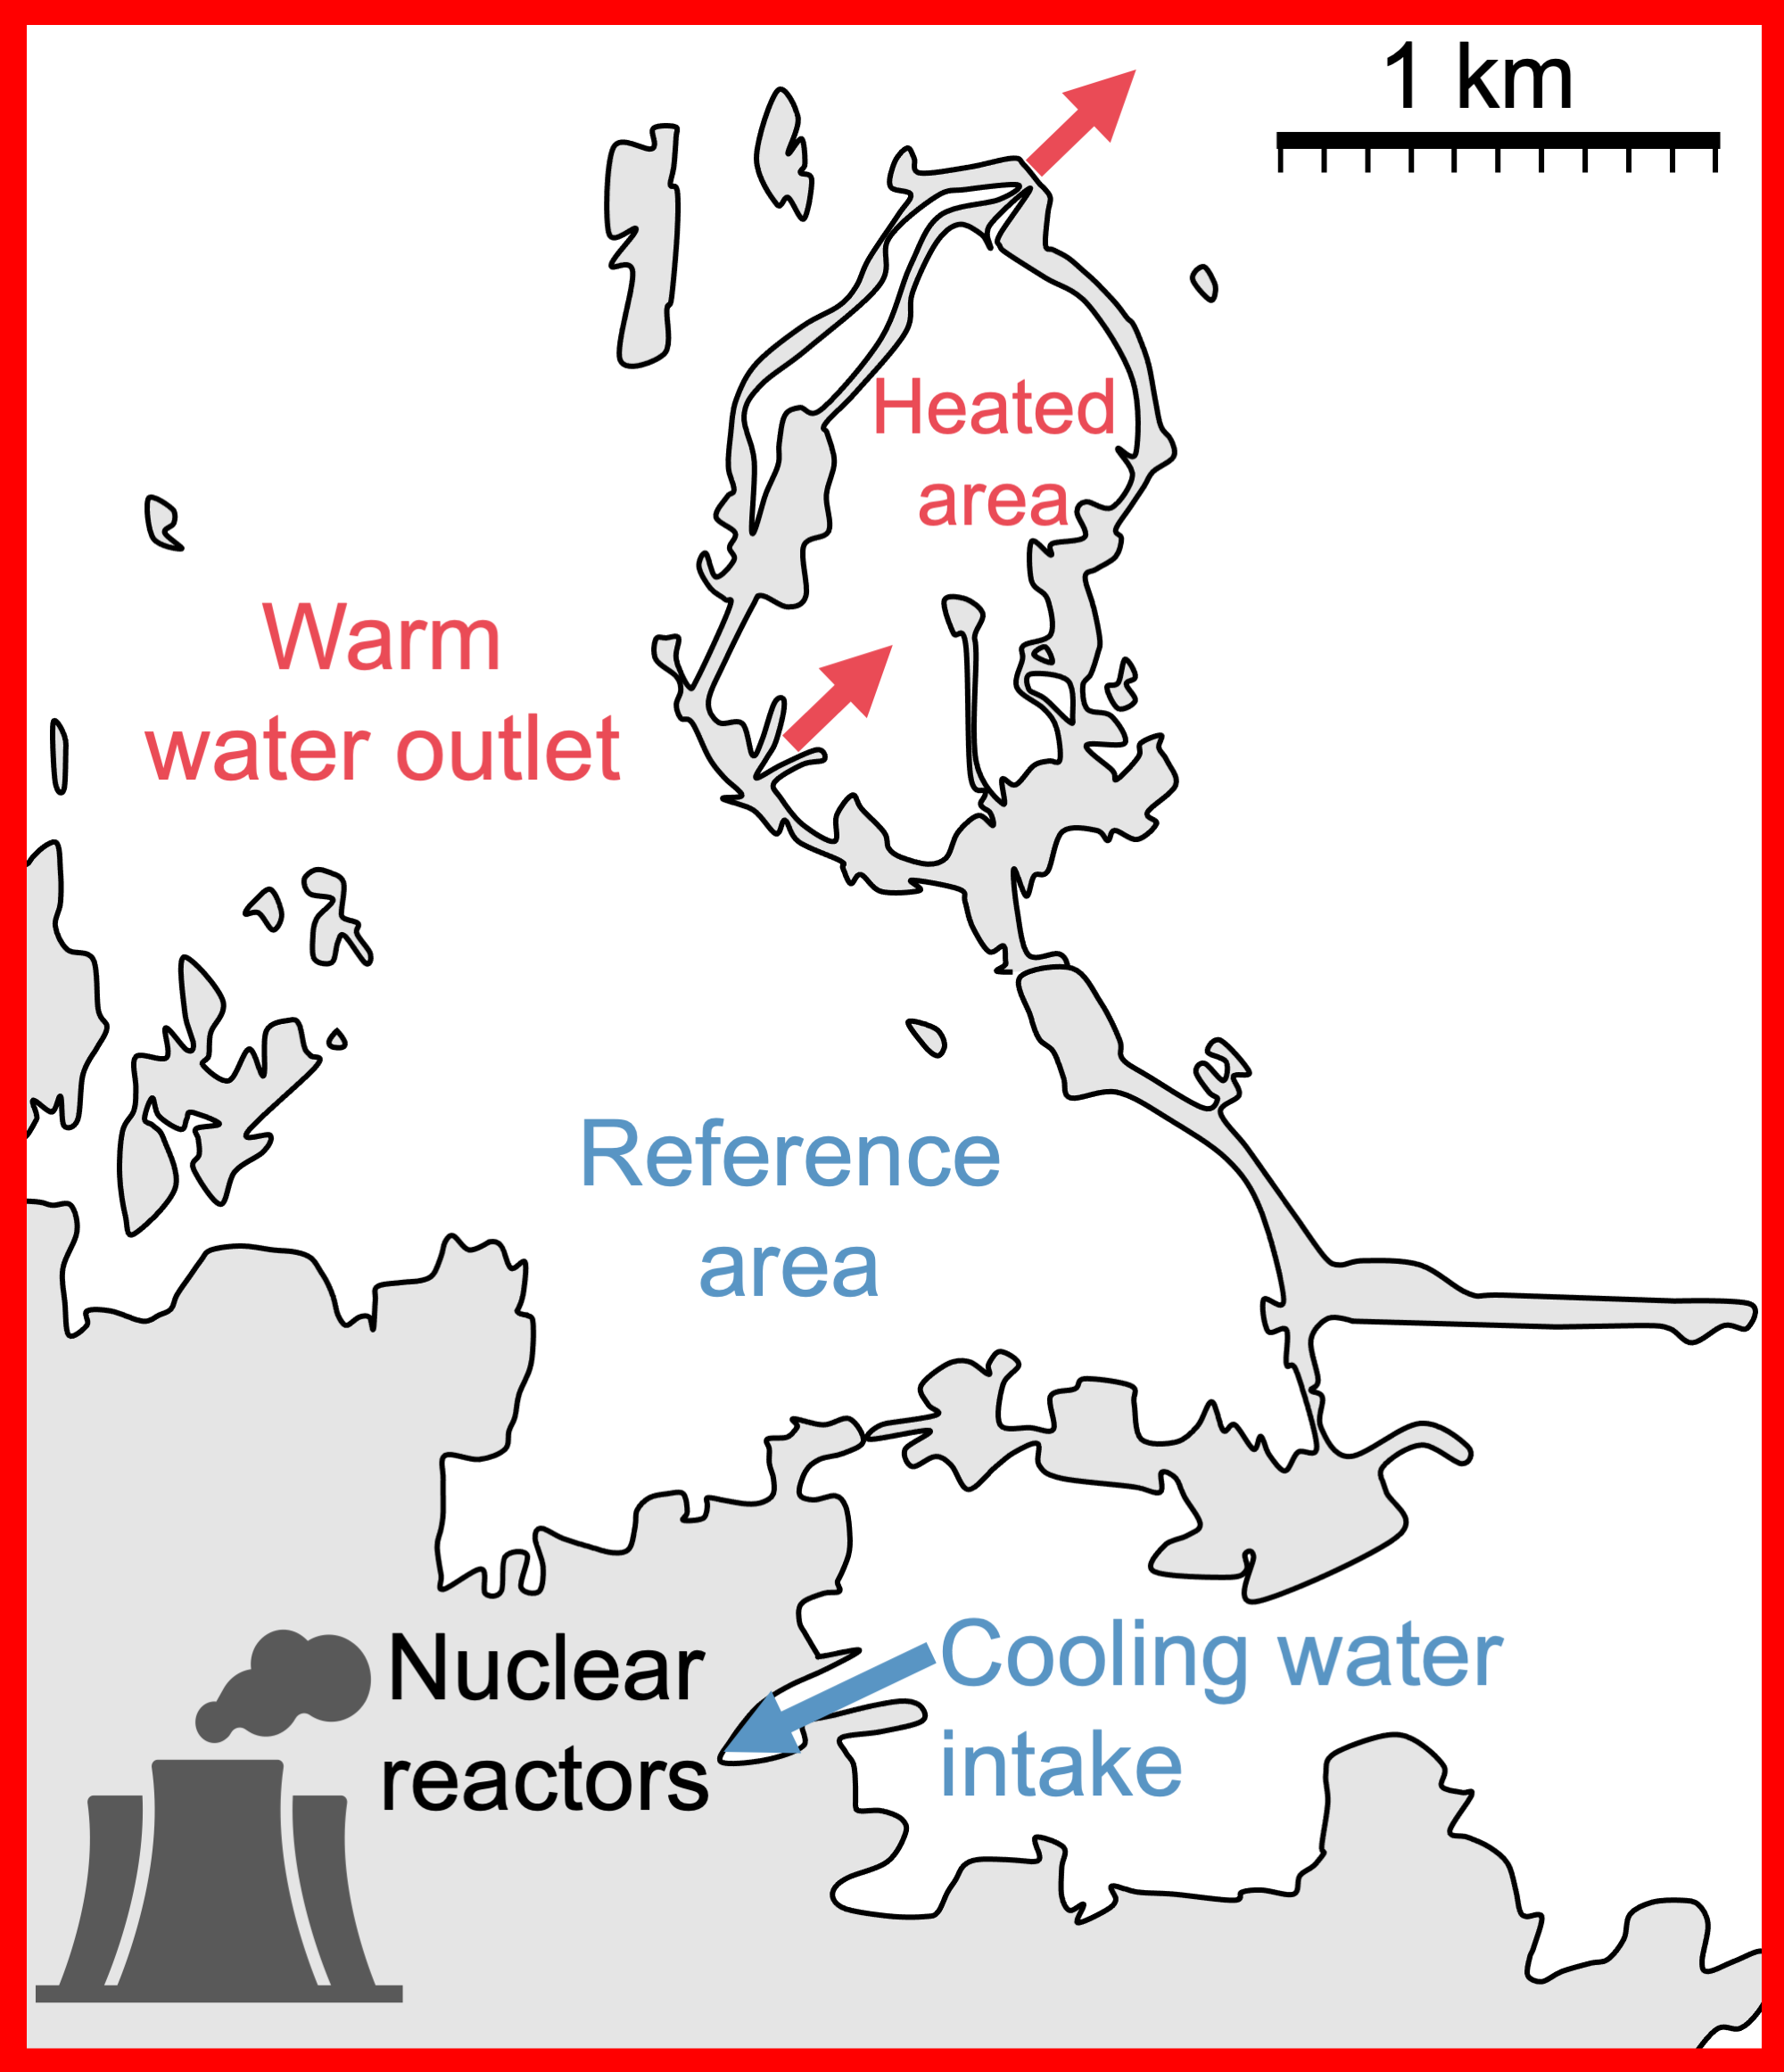 1 km
Heated
area
Warm
water outlet
Reference
area
Nuclear
reactors
Cooling water
intake